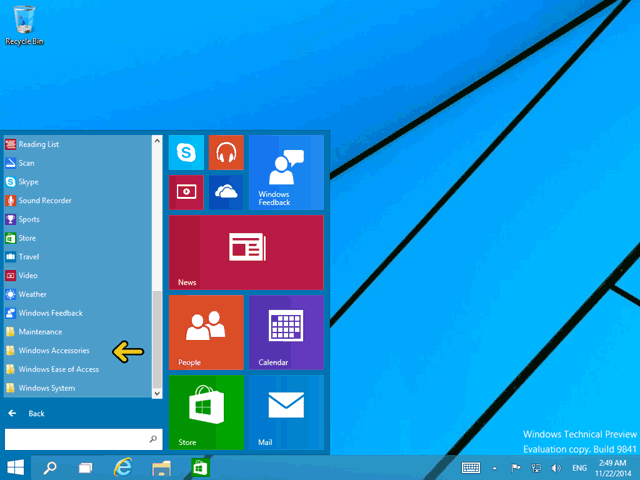 Recycle Bin
Reading List
Scan
Skype
Sound Recorder
Sports
Store
Travel
Video
Weather
Windows Feedback
Maintenance
Windows Accessories
Windows Ease of Access
Windows System
Back
Windows
Feedback
News
People
Calendar
Store
Mail
Windows Technical Preview
Evaluation copy. Build 9841
ENG
2:49 AM
11/22/2014